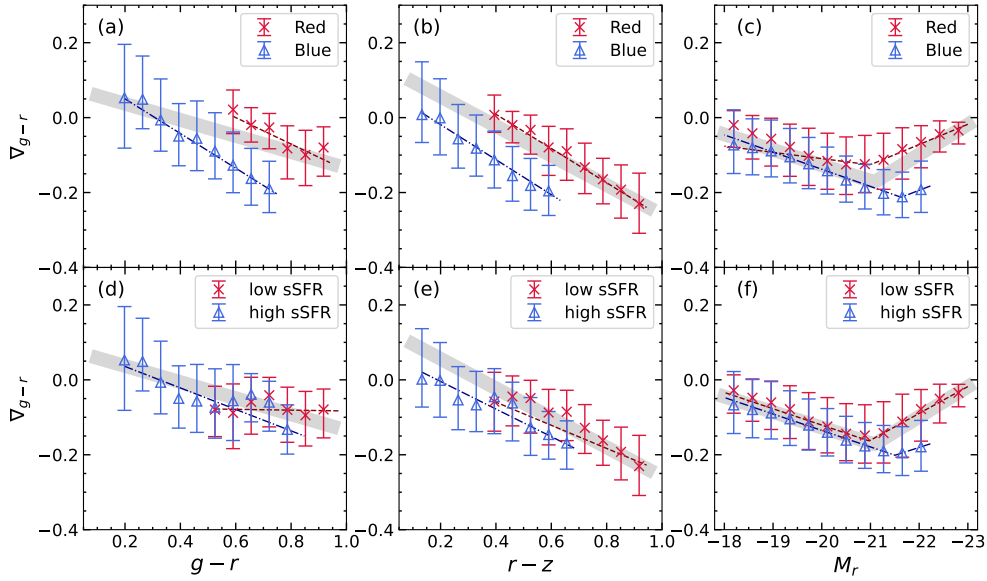 (a)
Red
Blue
(b)
Red
Blue
(c)
Red
Blue
0.2
0.0
−0.2
−0.4
∇g−r
(d)
low sSFR
high sSFR
(e)
low sSFR
high sSFR
(f)
low sSFR
high sSFR
0.2
0.0
−0.2
−0.4
∇g−r
0.2 0.4 0.6 0.8 1.0
0.2 0.4 0.6 0.8 1.0
−18 −19 −20 −21 −22 −23
g − r
r − z
Mr